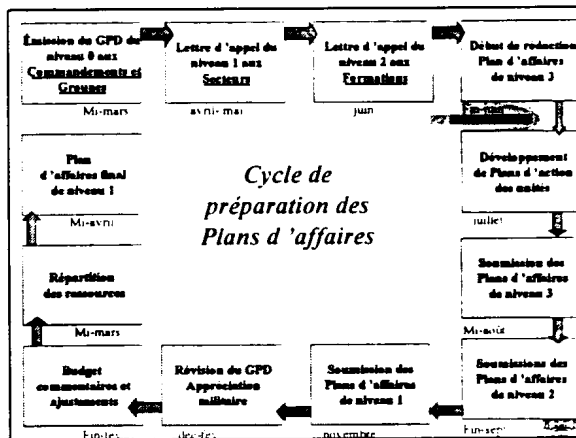 Émission du GPD du
niveau 0 aux
Commandements et
Groupes
Mi-mars
Lettre d 'appel du
niveau 1 aux
Secteurs
avril- mai
Lettre d 'appel du
niveau 2 aux
Formations
juin
Début de rédaction
Plan d 'affaires de
niveau 3
Développement
de Plans d 'action
des unités
juillet
Soumission des
Plans d 'affaires
de niveau 3
Mi-août
Soumissions des
Plans d 'affaires
de niveau 2
Fin-sept
Soumission des
Plans d 'affaires
de niveau 1
novembre
Révision du GPD
Appréciation
militaire
Budget
commentaires et
ajustements
Répartition
des ressources
Mi-mars
Plan
d 'affaires final
de niveau 1
Mi-avril
Cycle de
préparation des
Plans d 'affaires